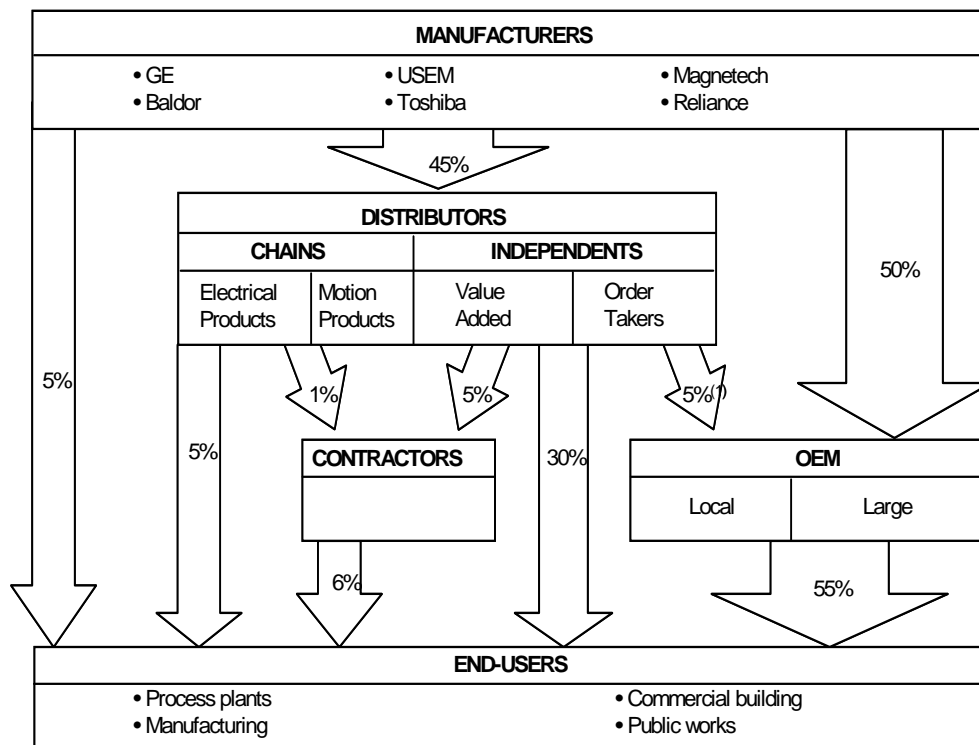 MANUFACTURERS
• GE
• USEM
• Magnetech
• Baldor
• Toshiba
• Reliance
45%
DISTRIBUTORS
CHAINS
INDEPENDENTS
50%
Electrical
Products
Motion
Products
Value
Added
Order
Takers
5%
1%
5%
5%(1)
5%
CONTRACTORS
30%
OEM
Local
Large
6%
55%
END-USERS
• Process plants
• Commercial building
• Manufacturing
• Public works